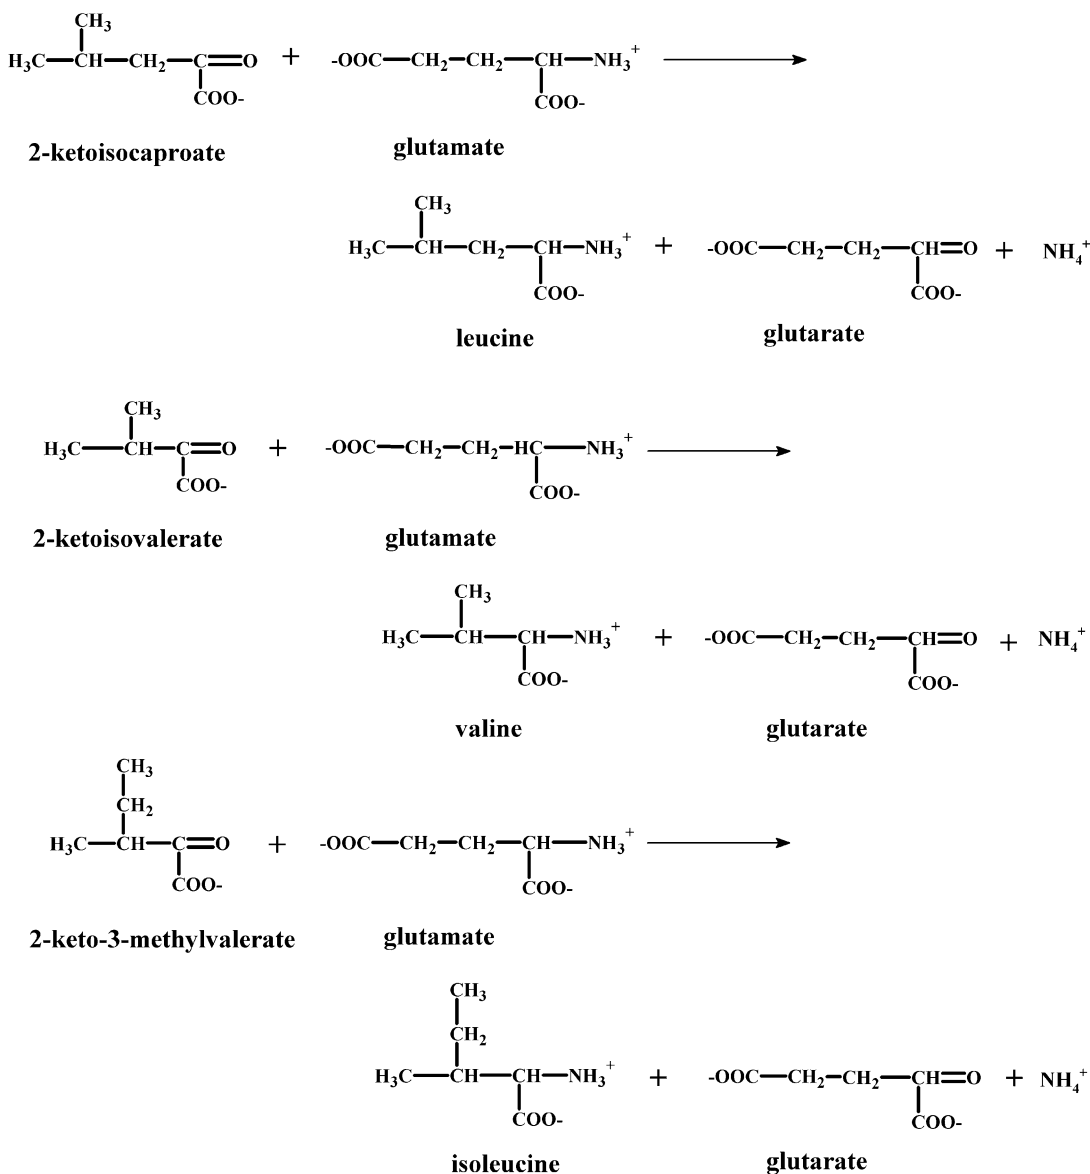 CH₃
H₃C CH CH₂ C O + -OOC CH₂ CH₂ CH NH₃⁺
COO- COO-
2-ketoisocaproate glutamate
CH₃
H₃C CH CH₂ CH NH₃⁺ + -OOC CH₂ CH₂ CH O + NH₄⁺
COO- COO-
leucine glutarate
CH₃
H₃C CH C O + -OOC CH₂ CH₂ HC NH₃⁺
COO- COO-
2-ketoisovalerate glutamate
CH₃
H₃C CH CH NH₃⁺ + -OOC CH₂ CH₂ CH O + NH₄⁺
COO- COO-
valine glutarate
CH₃
CH₂
H₃C CH C O + -OOC CH₂ CH₂ CH NH₃⁺
COO- COO-
2-keto-3-methylvalerate glutamate
CH₃
CH₂
H₃C CH CH NH₃⁺ + -OOC CH₂ CH₂ CH O + NH₄⁺
COO- COO-
isoleucine glutarate